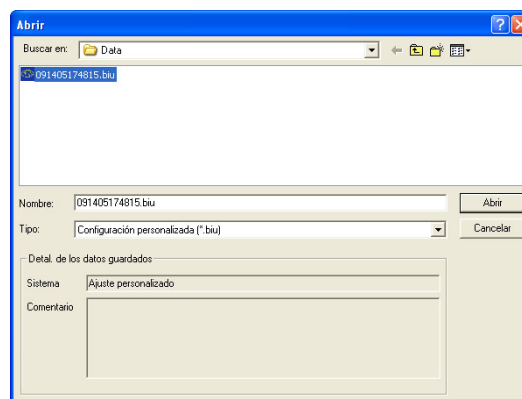 Abrir
Buscar en: Data
091405174815.biu
Nombre: 091405174815.biu Abrir
Tipo: Configuración personalizada (*.biu) Cancelar
Detal. de los datos guardados
Sistema Ajuste personalizado
Comentario